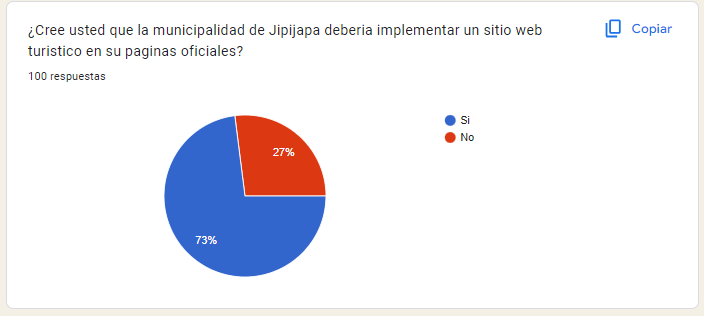 ¿Cree usted que la municipalidad de Jipijapa deberia implementar un sitio web
turistico en su paginas oficiales?
Copiar
100 respuestas
Si
No
27%
73%